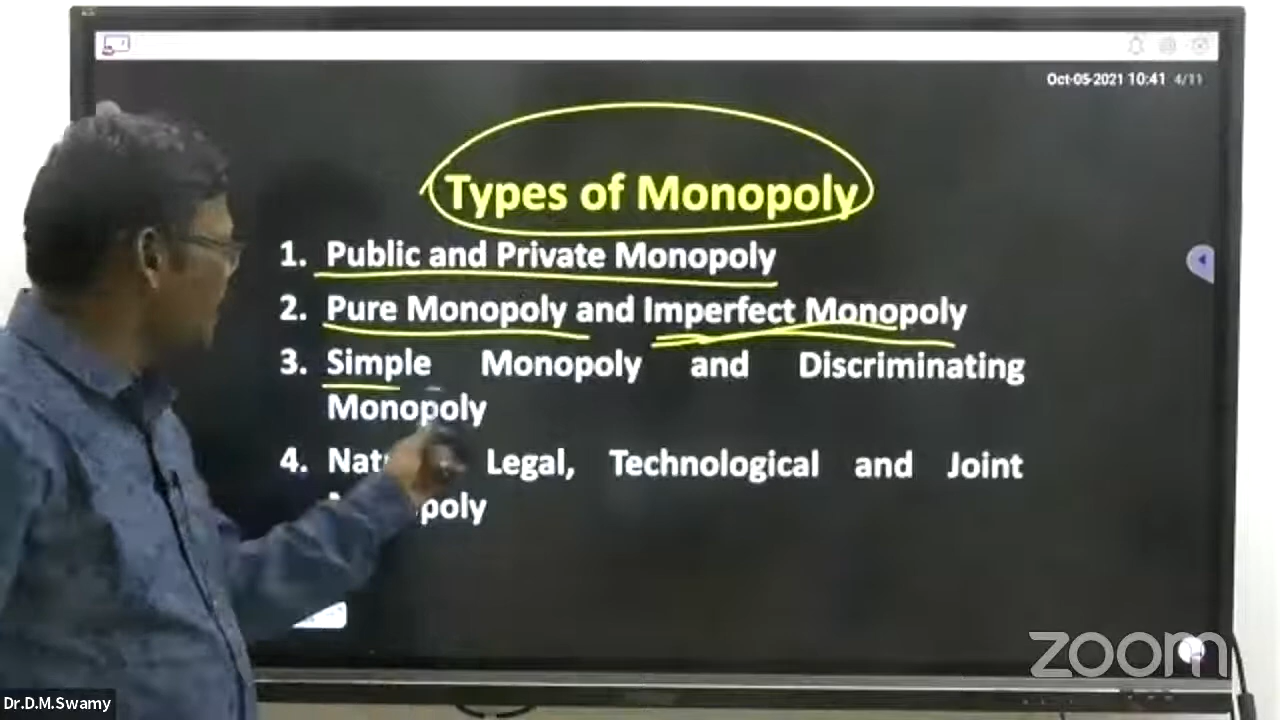 Oct-05-2021 10:41 4/11
Types of Monopoly
1. Public and Private Monopoly
2. Pure Monopoly and Imperfect Monopoly
3. Simple Monopoly and Discriminating
Monopoly
4. Legal, Technological and Joint
zoom
Dr.D.M.Swamy